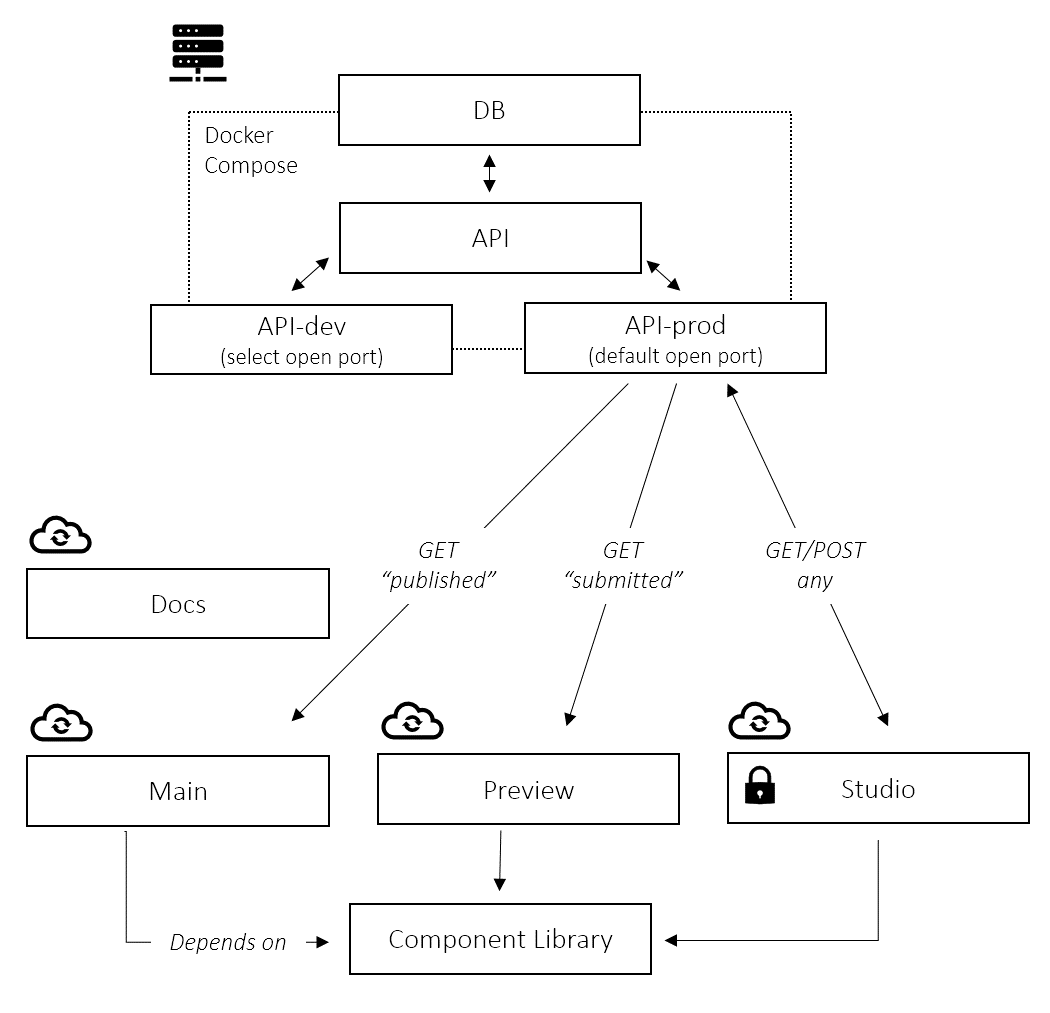 DB
Docker
Compose
API
API-dev
(select open port)
API-prod
(default open port)
GET
“published”
GET
“submitted”
GET/POST
any
Docs
Main
Preview
Studio
Depends on
Component Library